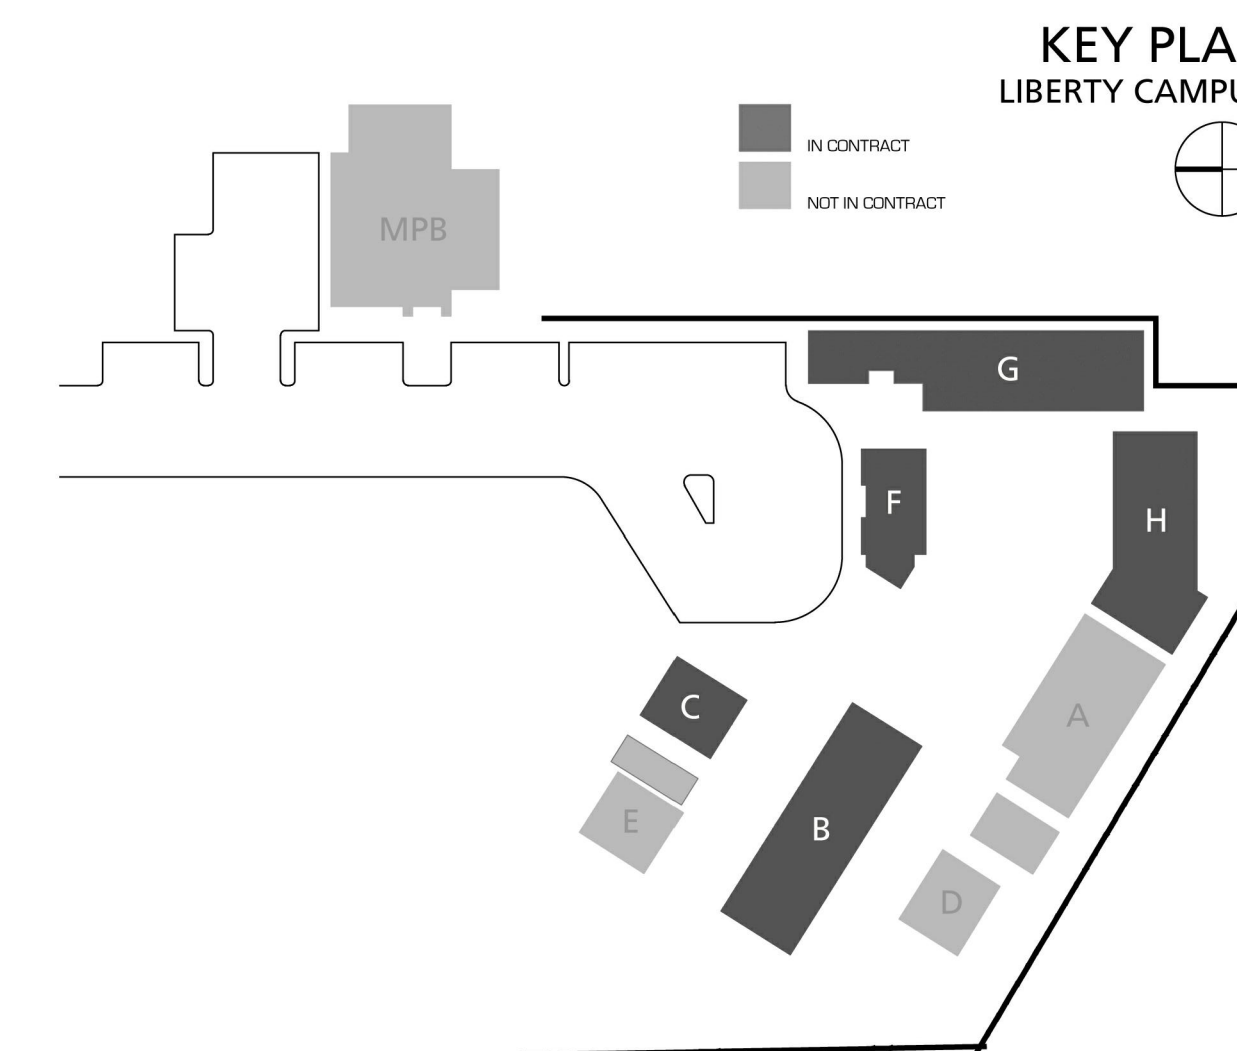 KEY PLA
LIBERTY CAMPU
IN CONTRACT
NOT IN CONTRACT
MPB
G
F
H
C
A
E
B
D